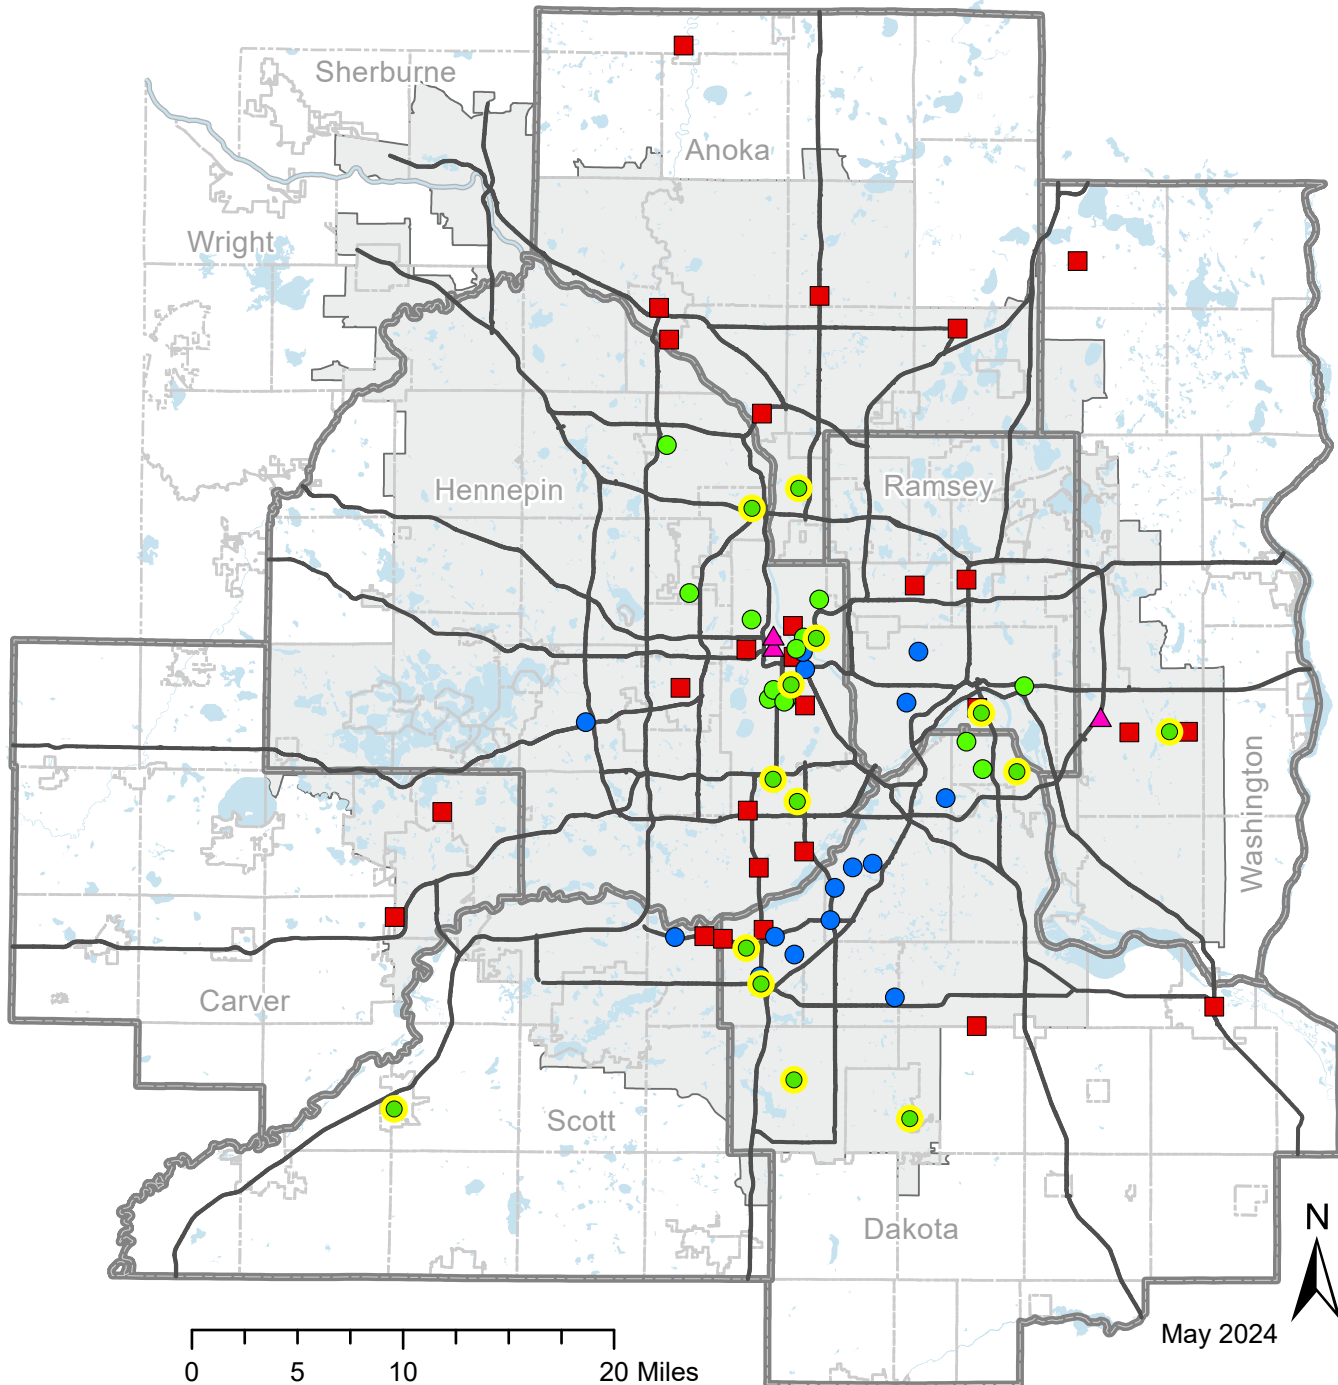 Sherburne
Anoka
Wright
Hennepin
Ramsey
Washington
Carver
Scott
Dakota
N
May 2024
0 5 10 20 Miles